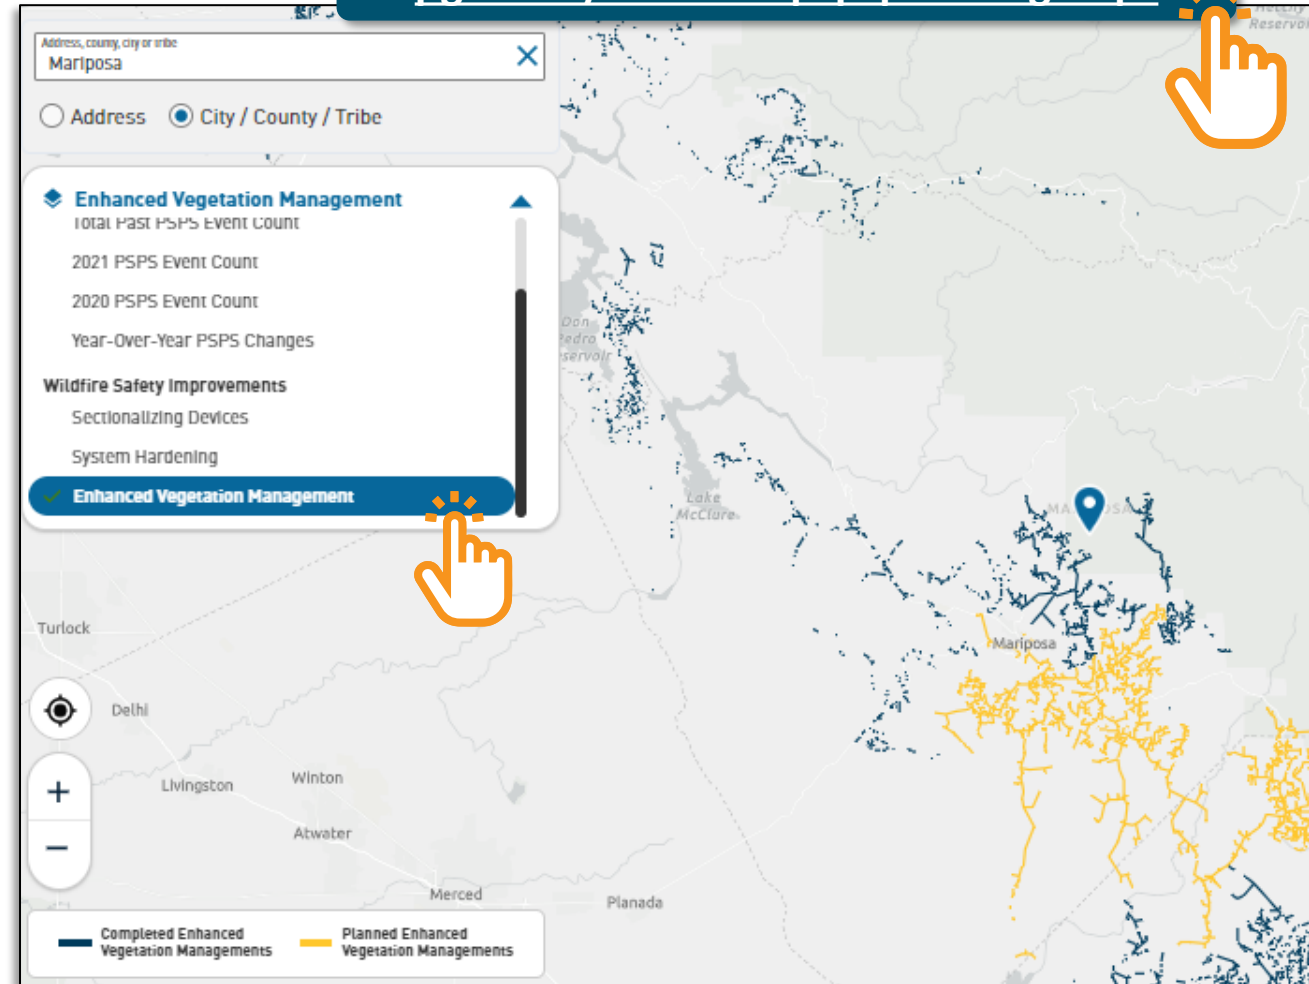 Reservoi
Address, county, city or tribe
Mariposa
Address
City / County / Tribe
Enhanced Vegetation Management
Total Past PSPS Event Count
2021 PSPS Event Count
2020 PSPS Event Count
Year-Over-Year PSPS Changes
Wildfire Safety Improvements
Sectionalizing Devices
System Hardening
Enhanced Vegetation Management
Don
Pedro
servoir
Lake
McClure
Mariposa
Turlock
Delhi
Livingston
Winton
Atwater
Merced
Planada
+
−
Completed Enhanced
Vegetation Managements
Planned Enhanced
Vegetation Managements